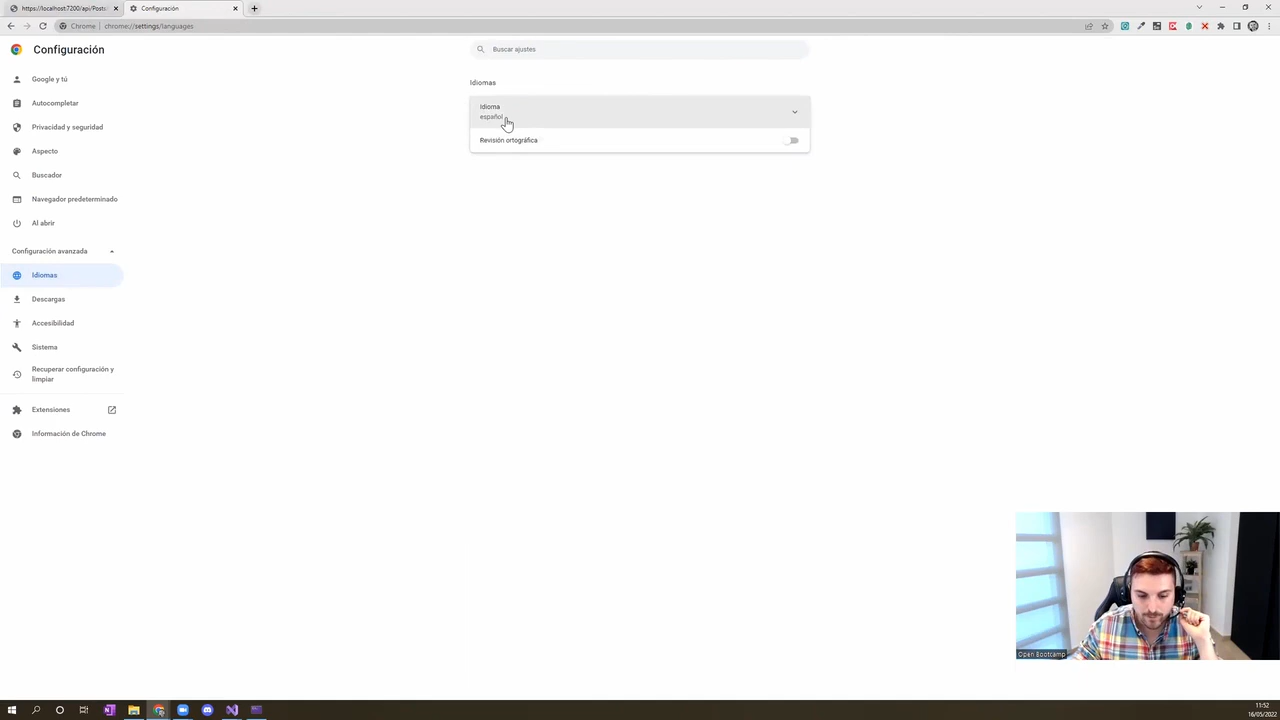 https://localhost:7200/api/Post
Configuración
Chrome | chrome://settings/languages
Configuración
Buscar ajustes
Google y tú
Autocompletar
Privacidad y seguridad
Aspecto
Buscador
Navegador predeterminado
Al abrir
Configuración avanzada
Idiomas
Descargas
Accesibilidad
Sistema
Recuperar configuración y
limpiar
Extensiones
Información de Chrome
Idiomas
Idioma
español
Revisión ortográfica
Open Bootcamp
11:52
16/05/2022